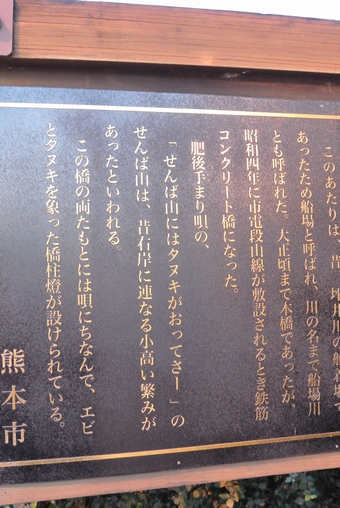 このあたりは、昔、坪井川の船着場で
あったため船場と呼ばれ、川の名まで船場川
とも呼ばれた。大正頃まで木橋であったが、
昭和四年に市電段山線が敷設されるとき鉄筋
コンクリート橋になった。
肥後手まり唄の、
「せんば山にはタヌキがおってさー」の
せんば山は、昔右岸に連なる小高い繁みが
あったといわれる。
この橋の両たもとには唄にちなんで、エビ
とタヌキを象った橋柱燈が設けられている。
熊本市